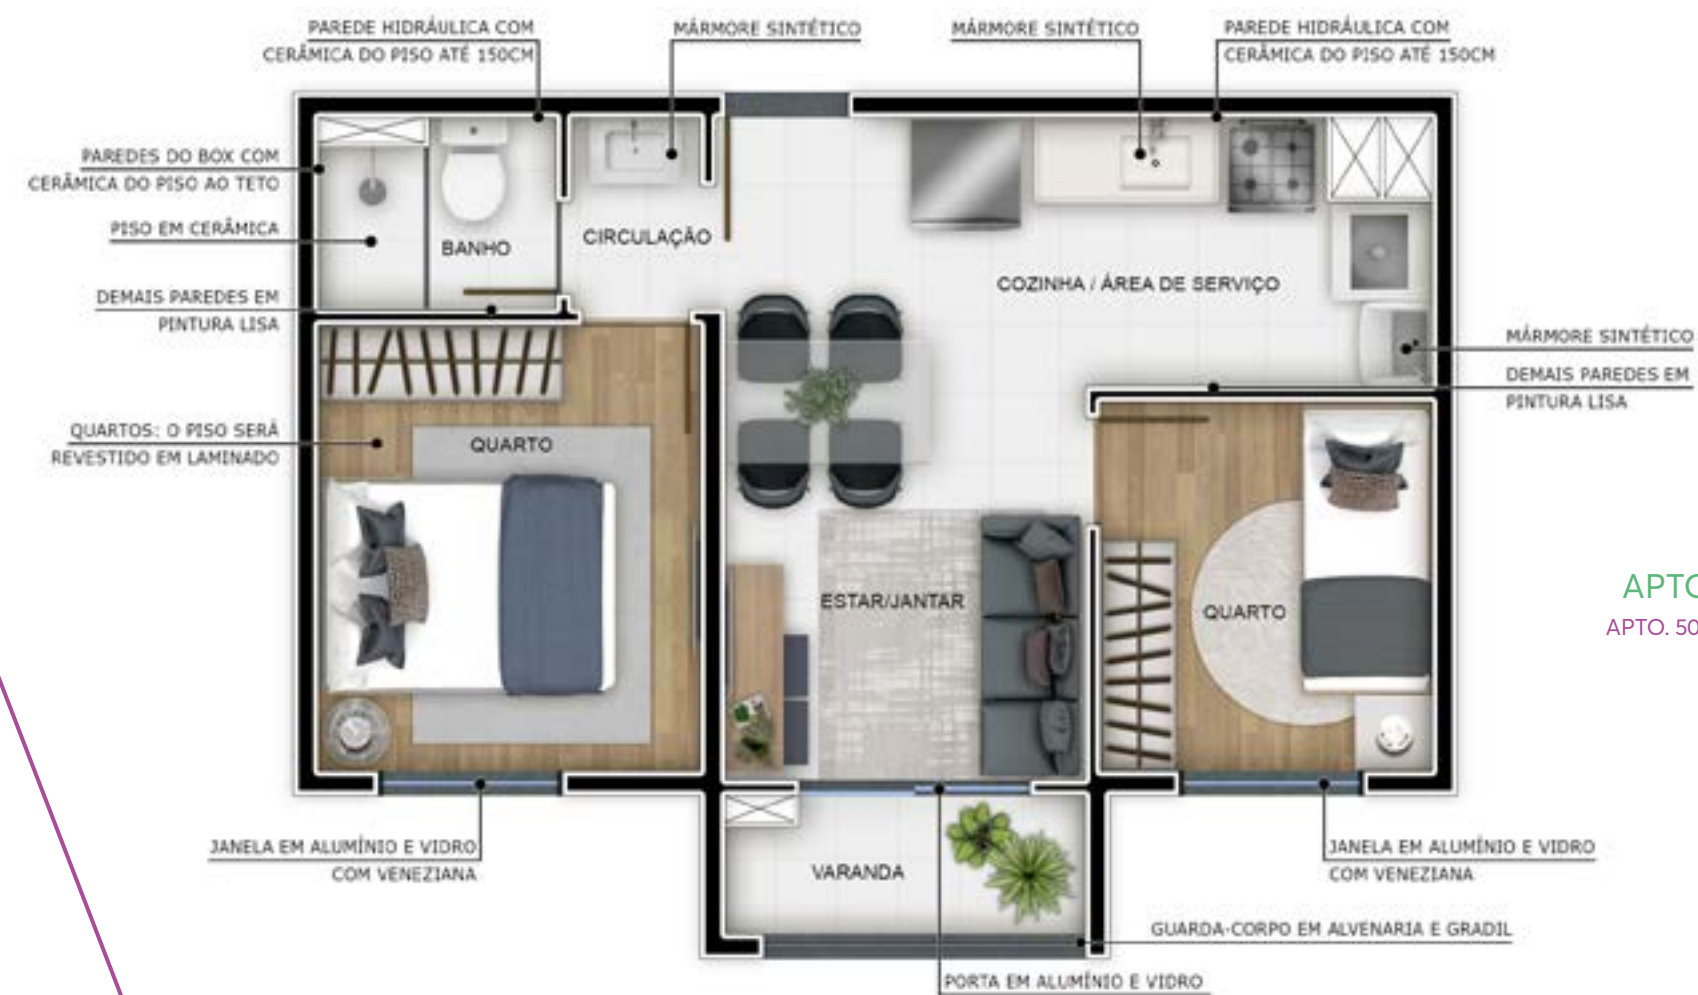 PAREDE HIDRÁULICA COM
CERÂMICA DO PISO ATÉ 150CM
MÁRMORE SINTÉTICO
MÁRMORE SINTÉTICO
PAREDE HIDRÁULICA COM
CERÂMICA DO PISO ATÉ 150CM
PAREDES DO BOX COM
CERÂMICA DO PISO AO TETO
PISO EM CERÂMICA
BANHO
CIRCULAÇÃO
COZINHA / ÁREA DE SERVIÇO
DEMAIS PAREDES EM
PINTURA LISA
MÁRMORE SINTÉTICO
DEMAIS PAREDES EM
PINTURA LISA
QUARTOS: O PISO SERÁ
REVESTIDO EM LAMINADO
QUARTO
ESTAR/JANTAR
QUARTO
APTO
APTO. 50
JANELA EM ALUMÍNIO E VIDRO
COM VENEZIANA
VARANDA
JANELA EM ALUMÍNIO E VIDRO
COM VENEZIANA
GUARDA-CORPO EM ALVENARIA E GRADIL
PORTA EM ALUMÍNIO E VIDRO